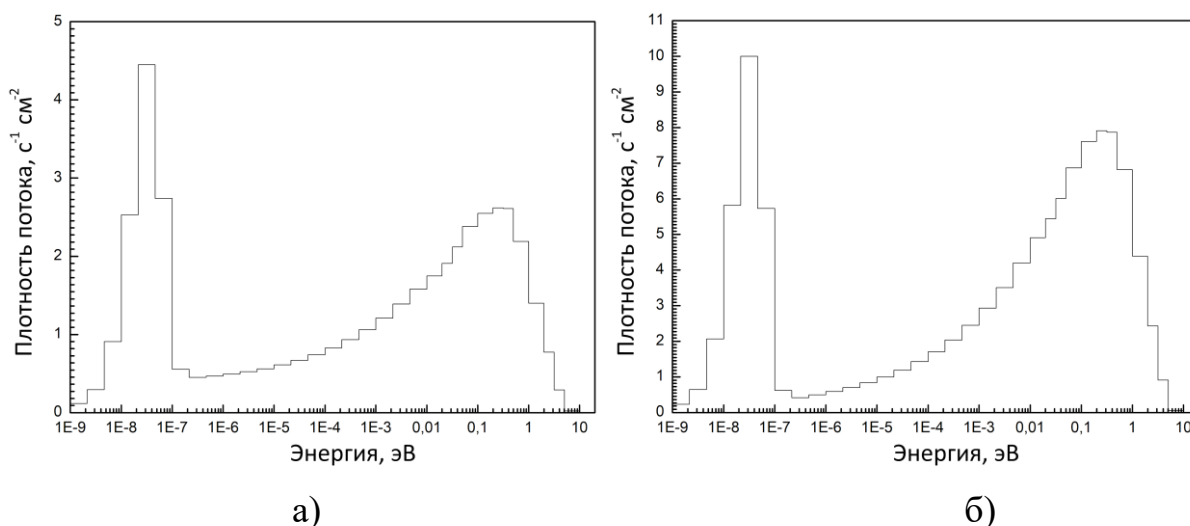 5
4
3
2
1
0
Плотность потока, с⁻¹ см⁻²
1E-9 1E-8 1E-7 1E-6 1E-5 1E-4 1E-3 0,01 0,1 1 10
Энергия, эВ
а)
11
10
9
8
7
6
5
4
3
2
1
0
Плотность потока, с⁻¹ см⁻²
1E-9 1E-8 1E-7 1E-6 1E-5 1E-4 1E-3 0,01 0,1 1 10
Энергия, эВ
б)